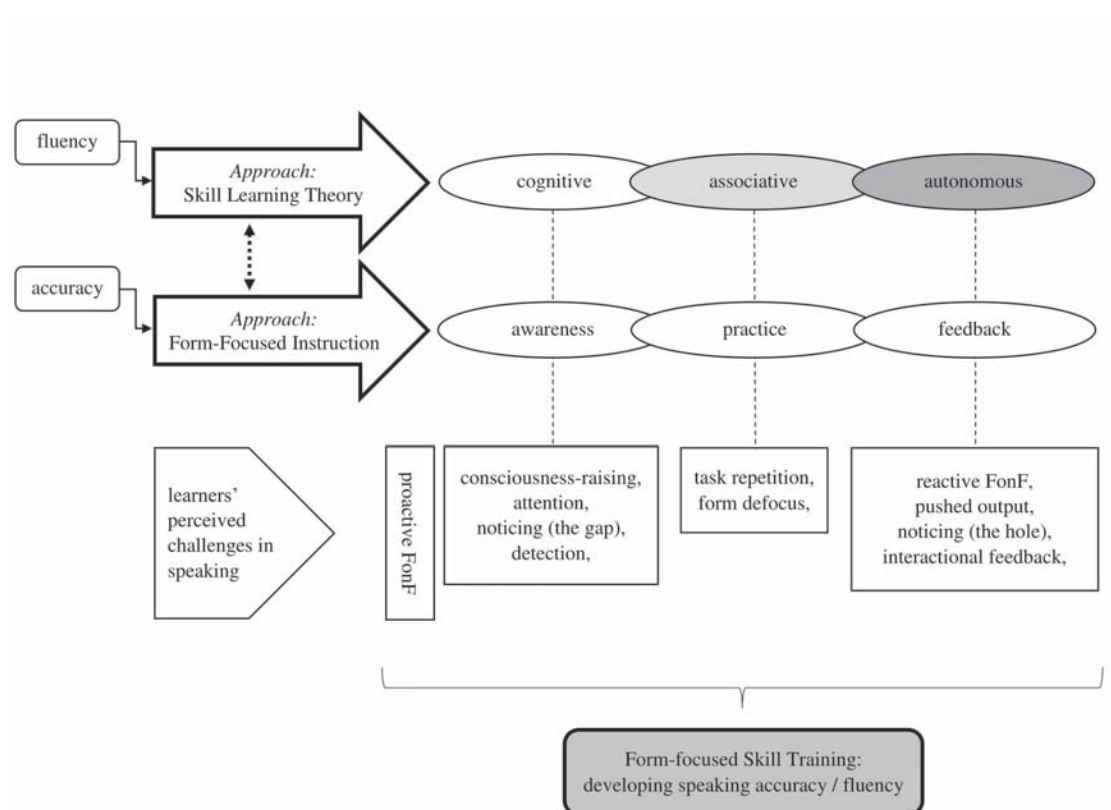 fluency
Approach:
Skill Learning Theory
cognitive
associative
autonomous
accuracy
Approach:
Form-Focused Instruction
awareness
practice
feedback
learners’
perceived
challenges in
speaking
proactive FonF
consciousness-raising,
attention,
noticing (the gap),
detection,
task repetition,
form defocus,
reactive FonF,
pushed output,
noticing (the hole),
interactional feedback,
Form-focused Skill Training:
developing speaking accuracy / fluency